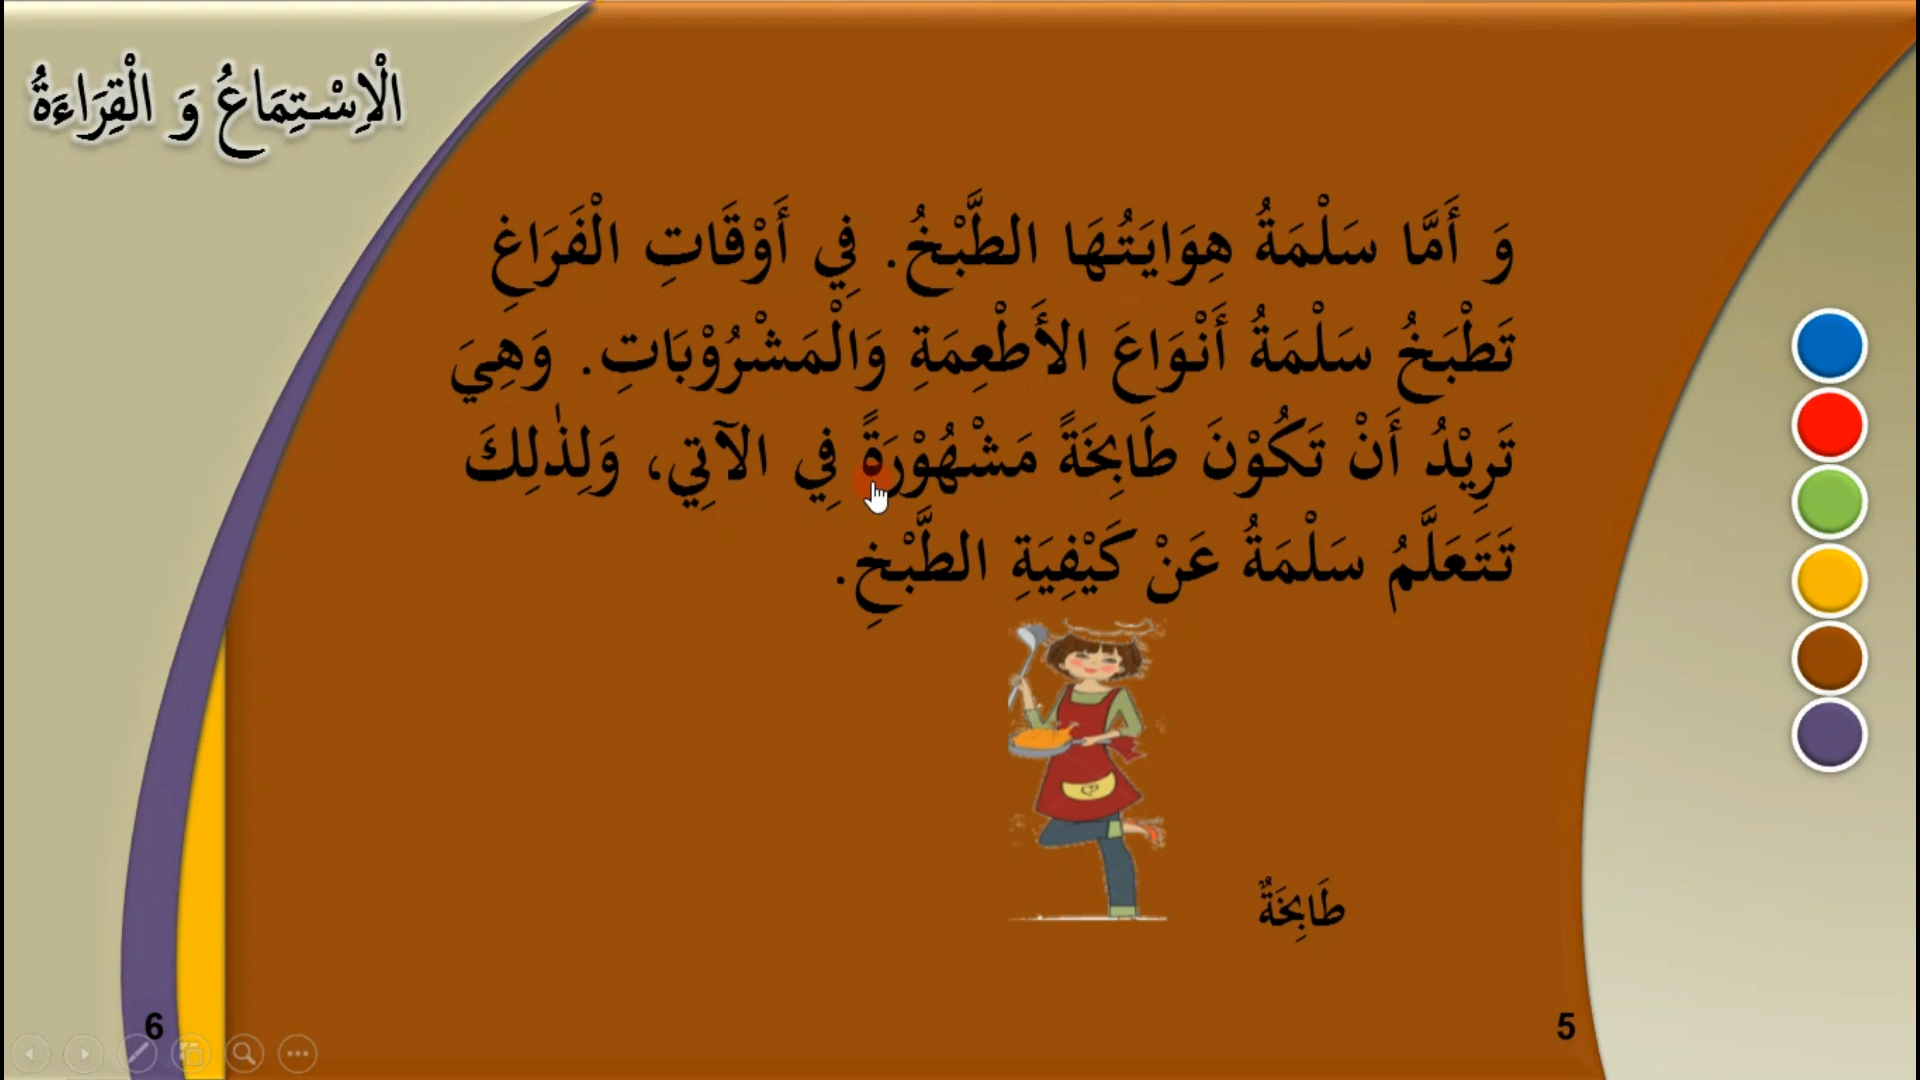 الْاِسْتِمَاعُ وَ الْقِرَاءَةُ
وَ أَمَّا سَلْمَةُ هِوَايَتُهَا الطَّبْخُ. فِي أَوْقَاتِ الْفَرَاغِ
تَطْبَخُ سَلْمَةُ أَنْوَاعَ الأَطْعِمَةِ وَالْمَشْرُوْبَاتِ. وَهِيَ
تَرِيْدُ أَنْ تَكُوْنَ طَابِخَةً مَشْهُوْرَةً فِي الآتِي، وَلِذٰلِكَ
تَتَعَلَّمُ سَلْمَةُ عَنْ كَيْفِيَةِ الطَّبْخِ.
طَابِخَةٌ
5
6